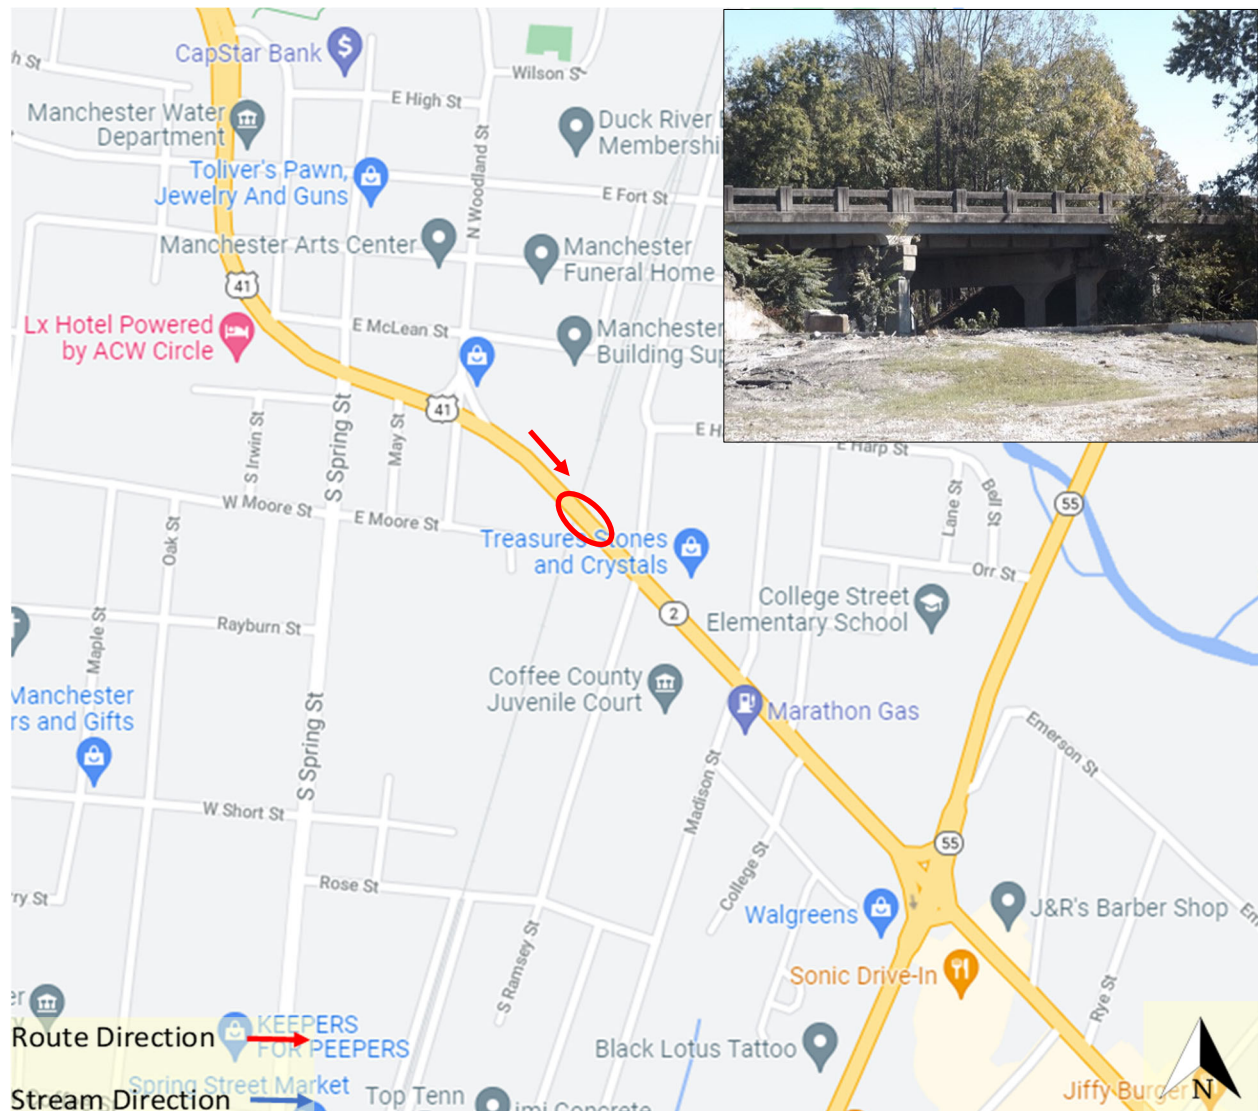 CapStar Bank
Wilson S
h St
E High St
Manchester Water
Department
Duck River
Membershi
Toliver's Pawn,
Jewelry And Guns
N Woodland St
E Fort St
Manchester Arts Center
Manchester
Funeral Home
41
Lx Hotel Powered
by ACW Circle
E McLean St
Manchester
Building Sup
41
S Irwin St
S Spring St
May St
E H
E Harp St
Lane St
Bell St
55
W Moore St
E Moore St
Oak St
Treasures Stones
and Crystals
Orr St
College Street
Elementary School
2
Maple St
Rayburn St
Coffee County
Juvenile Court
Manchester
rs and Gifts
Marathon Gas
S Spring St
Emerson St
Madison St
W Short St
55
College St
Rose St
ry St
Walgreens
J&R's Barber Shop
Em
S Ramsey St
Sonic Drive-In
Rye St
er
Route Direction
KEEPERS
FOR PEEPERS
Black Lotus Tattoo
Spring Street Market
Stream Direction
Top Tenn
imi Concrete
Jiffy Burger
N